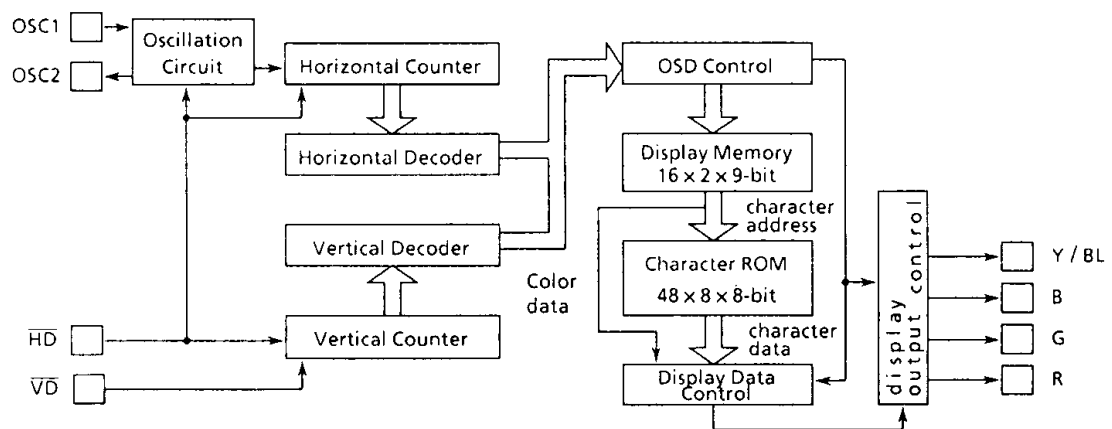 OSC1
OSC2
Oscillation
Circuit
Horizontal Counter
Horizontal Decoder
Vertical Decoder
Vertical Counter
HD
VD
OSD Control
Display Memory
16 × 2 × 9-bit
character
address
Character ROM
48 × 8 × 8-bit
Color
data
character
data
Display Data
Control
display
output control
Y / BL
B
G
R